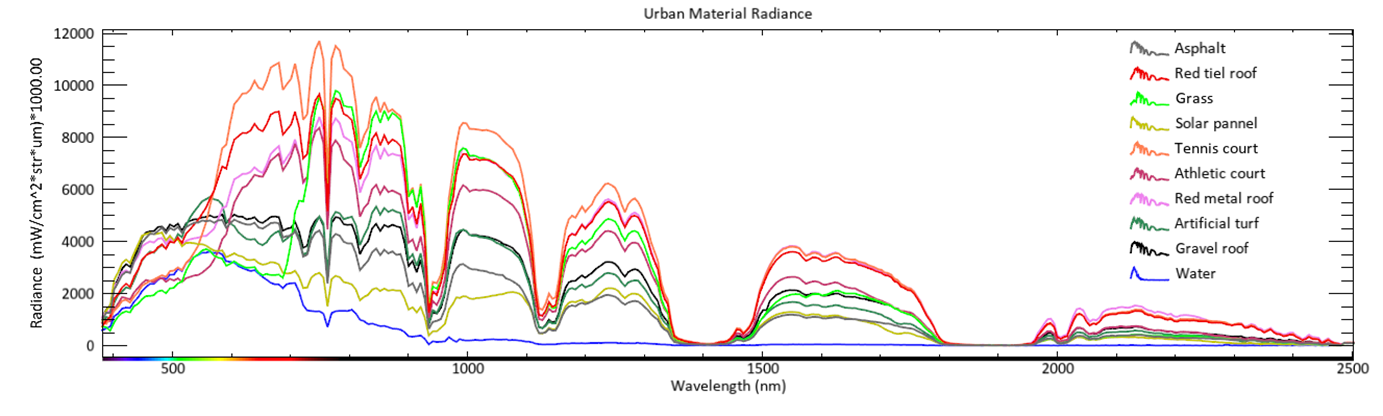 Urban Material Radiance
Radiance (mW/cm^2*str*um)*1000.00
12000
10000
8000
6000
4000
2000
0
Asphalt
Red tiel roof
Grass
Solar pannel
Tennis court
Athletic court
Red metal roof
Artificial turf
Gravel roof
Water
500
1000
1500
2000
2500
Wavelength (nm)